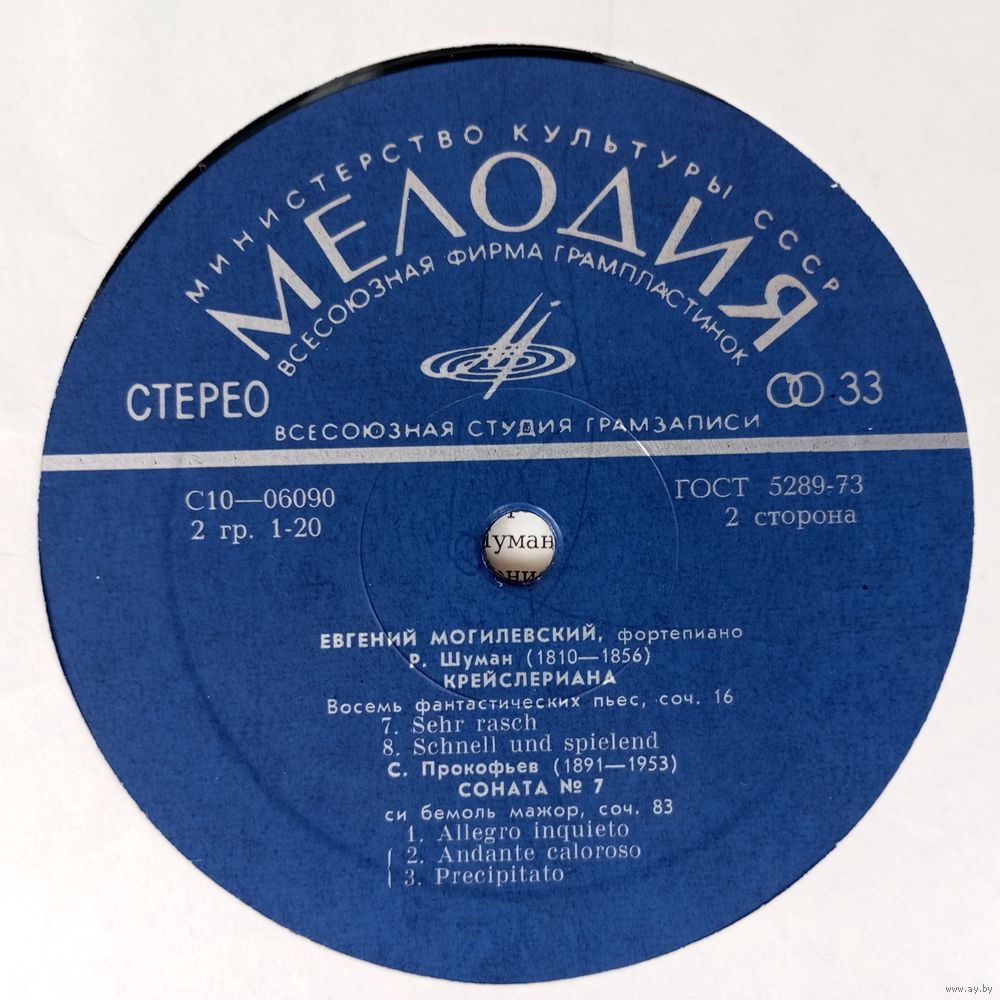 МИНИСТЕРСТВО КУЛЬТУРЫ СССР
МЕЛОДИЯ
ВСЕСОЮЗНАЯ ФИРМА ГРАМПЛАСТИНОК
СТЕРЕО
33
ВСЕСОЮЗНАЯ СТУДИЯ ГРАМЗАПИСИ
С10—06090
ГОСТ 5289-73
2 гр. 1-20
2 сторона
ЕВГЕНИЙ МОГИЛЕВСКИЙ, фортепиано
Р. Шуман (1810—1856)
КРЕЙСЛЕРИАНА
Восемь фантастических пьес, соч. 16
7. Sehr rasch
8. Schnell und spielend
С. Прокофьев (1891—1953)
СОНАТА № 7
си бемоль мажор, соч. 83
1. Allegro inquieto
2. Andante caloroso
3. Precipitato
www.ay.by